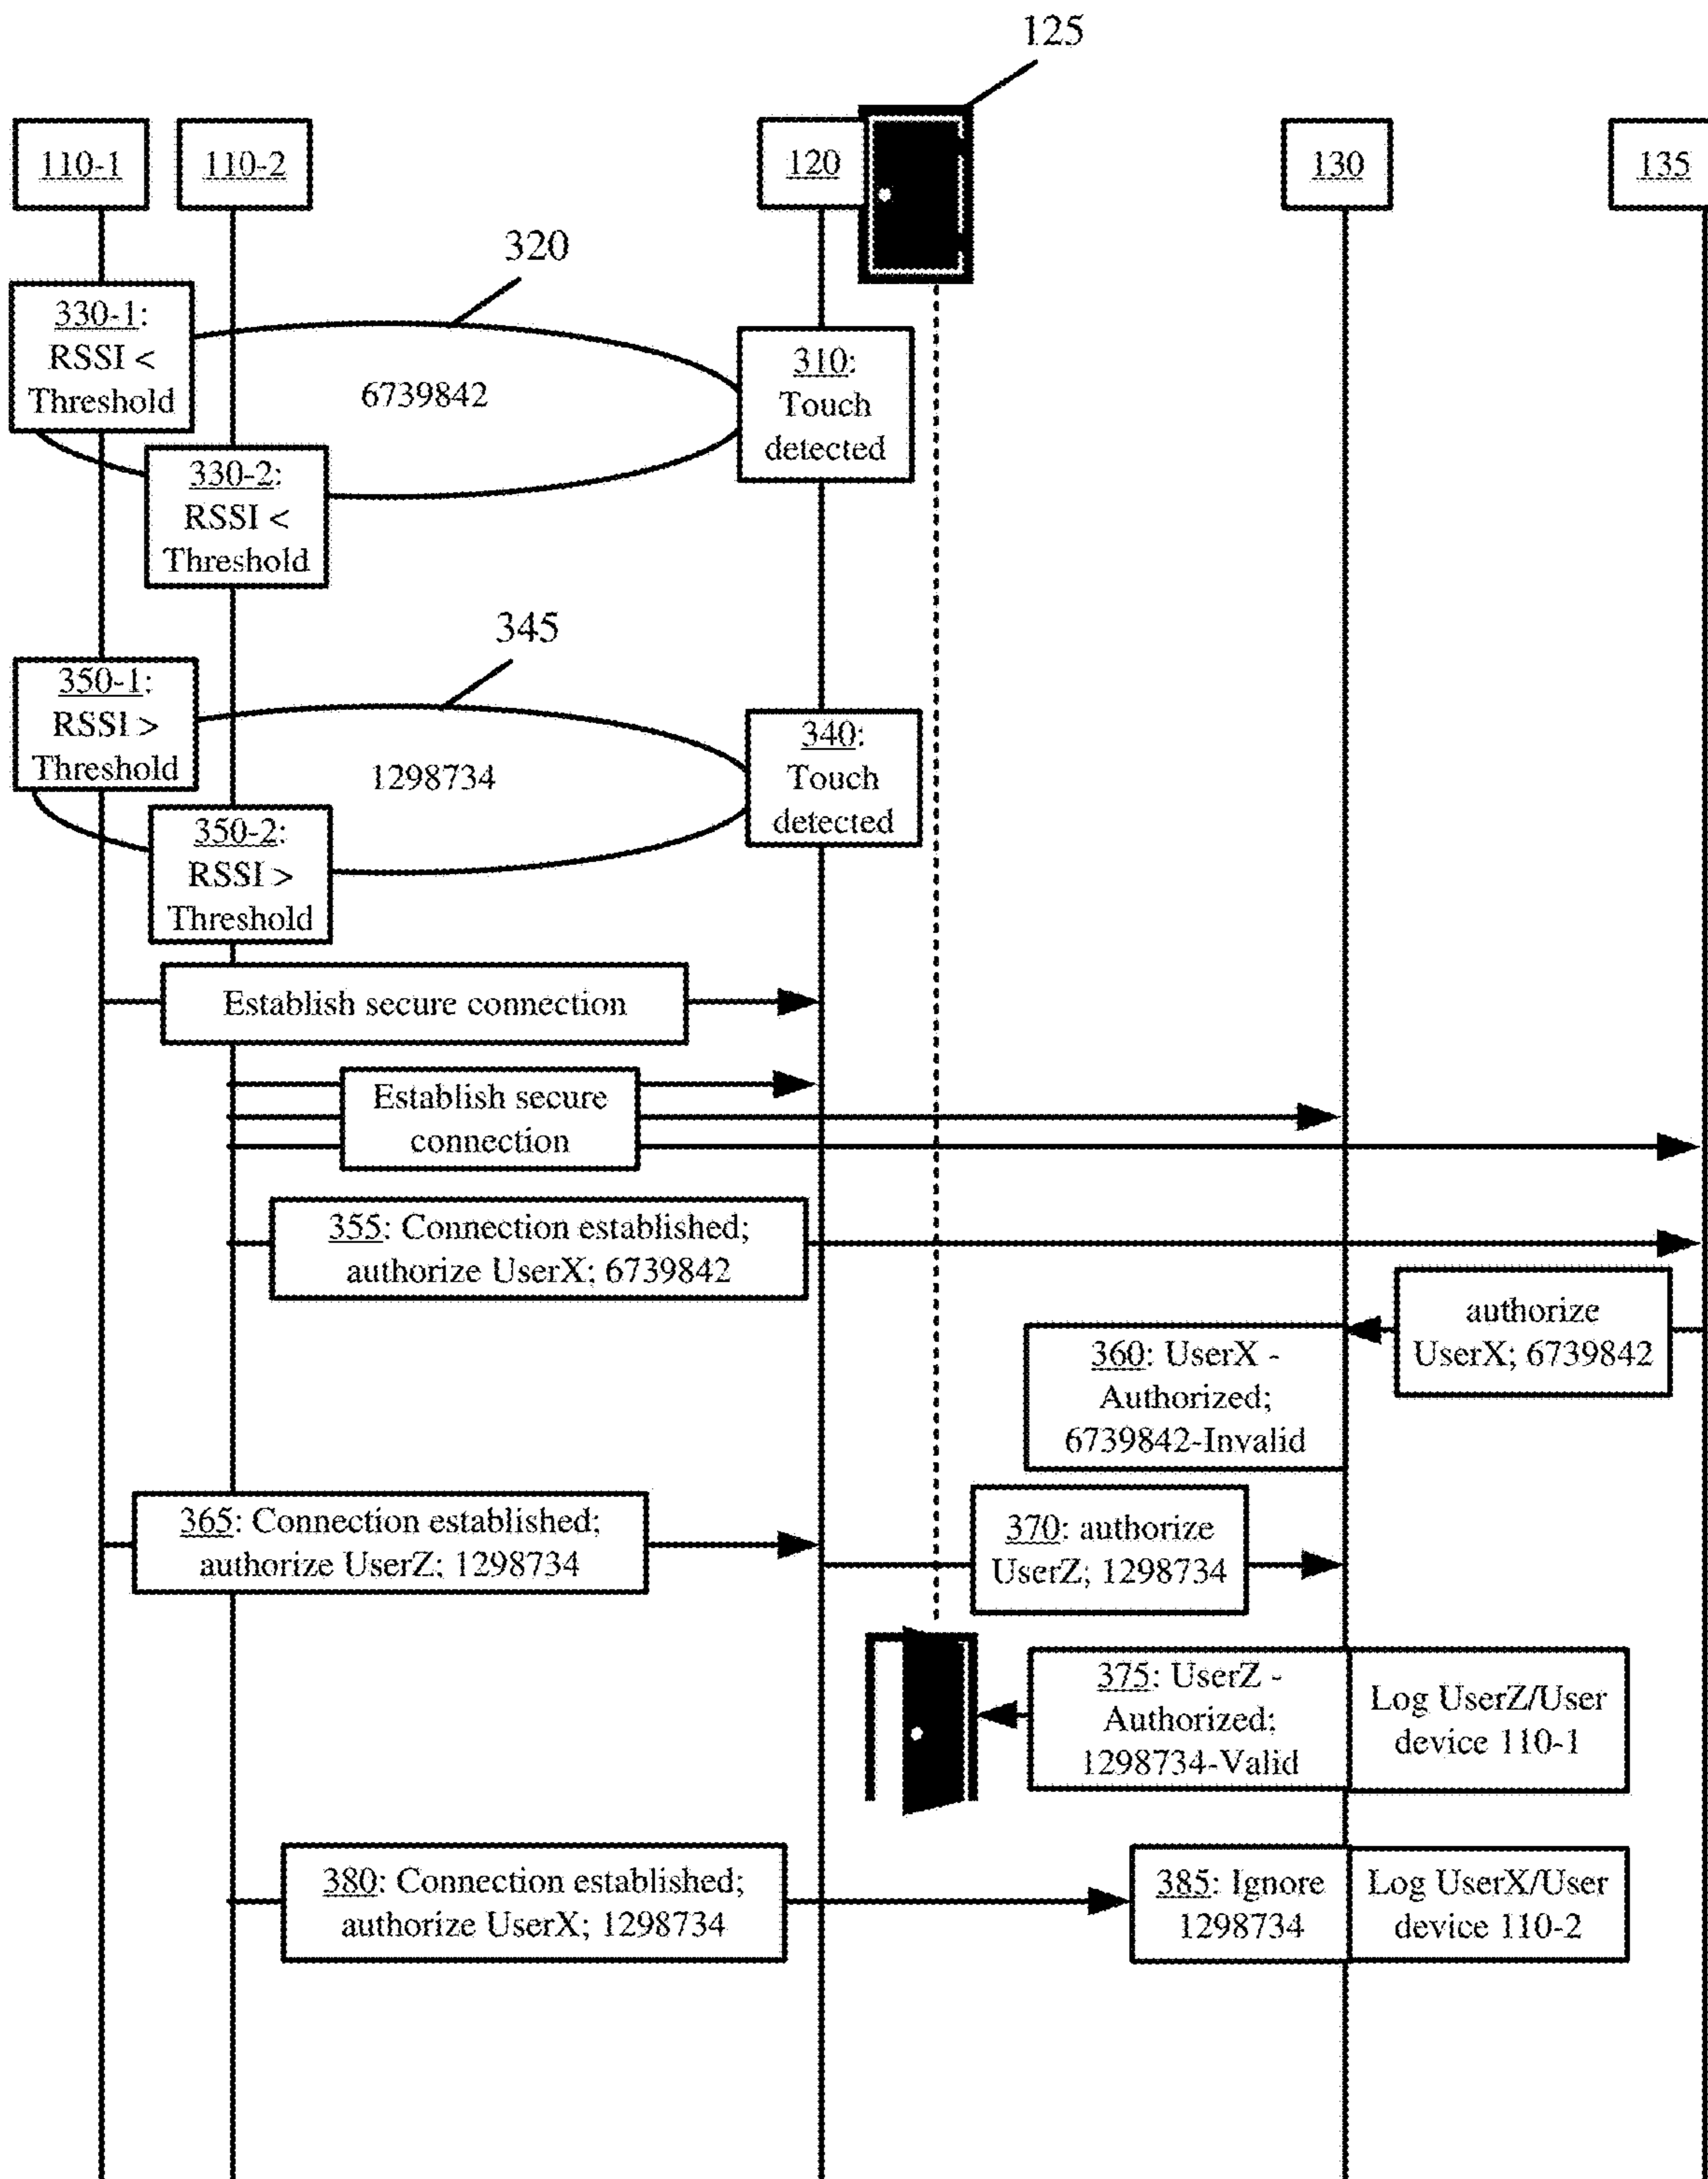 125
110-1
110-2
120
130
135
320
330-1:
RSSI <
Threshold
6739842
310:
Touch
detected
330-2:
RSSI <
Threshold
345
350-1:
RSSI >
Threshold
1298734
340:
Touch
detected
350-2:
RSSI >
Threshold
Establish secure connection
Establish secure
connection
355: Connection established;
authorize UserX; 6739842
authorize
UserX; 6739842
360: UserX -
Authorized;
6739842-Invalid
365: Connection established;
authorize UserZ; 1298734
370: authorize
UserZ; 1298734
375: UserZ -
Authorized;
1298734-Valid
Log UserZ/User
device 110-1
380: Connection established;
authorize UserX; 1298734
385: Ignore
1298734
Log UserX/User
device 110-2